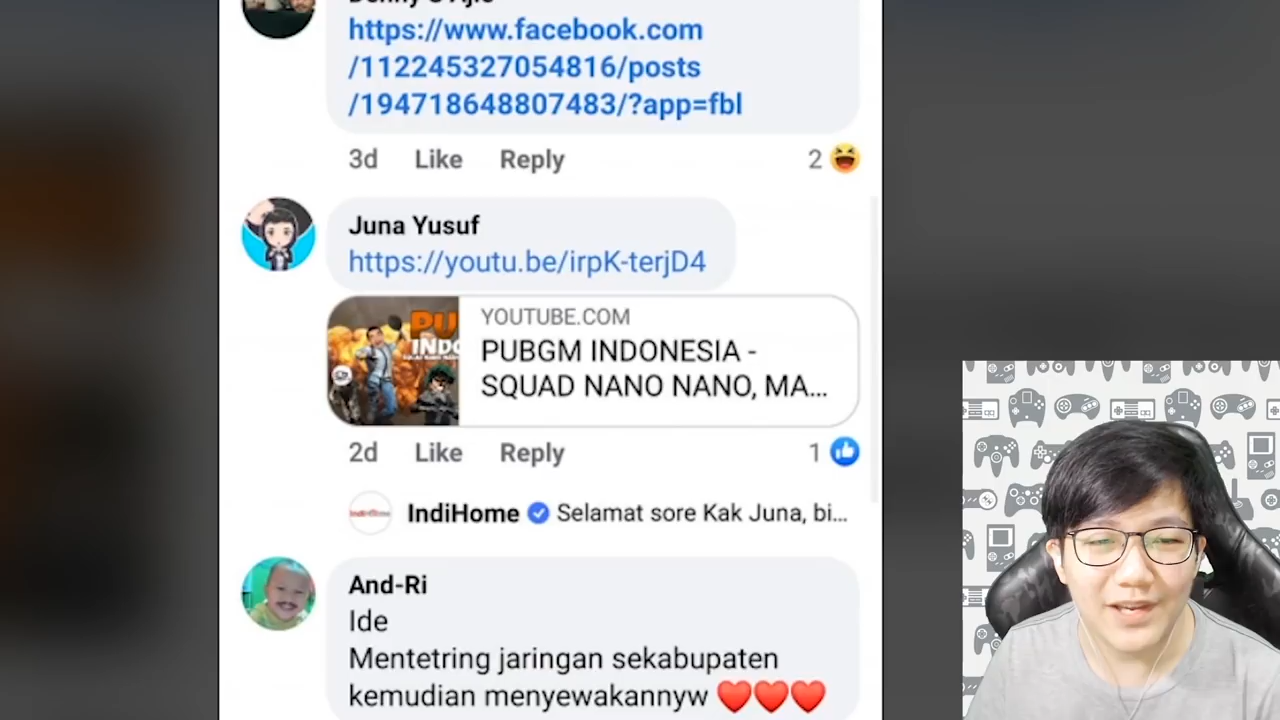 https://www.facebook.com
/112245327054816/posts
/194718648807483/?app=fbl
3d Like Reply 2
Juna Yusuf
https://youtu.be/irpK-terjD4
YOUTUBE.COM
PUBGM INDONESIA -
SQUAD NANO NANO, MA...
2d Like Reply 1
IndiHome Selamat sore Kak Juna, bi...
And-Ri
Ide
Mentetring jaringan sekabupaten
kemudian menyewakannyw ❤️❤️❤️